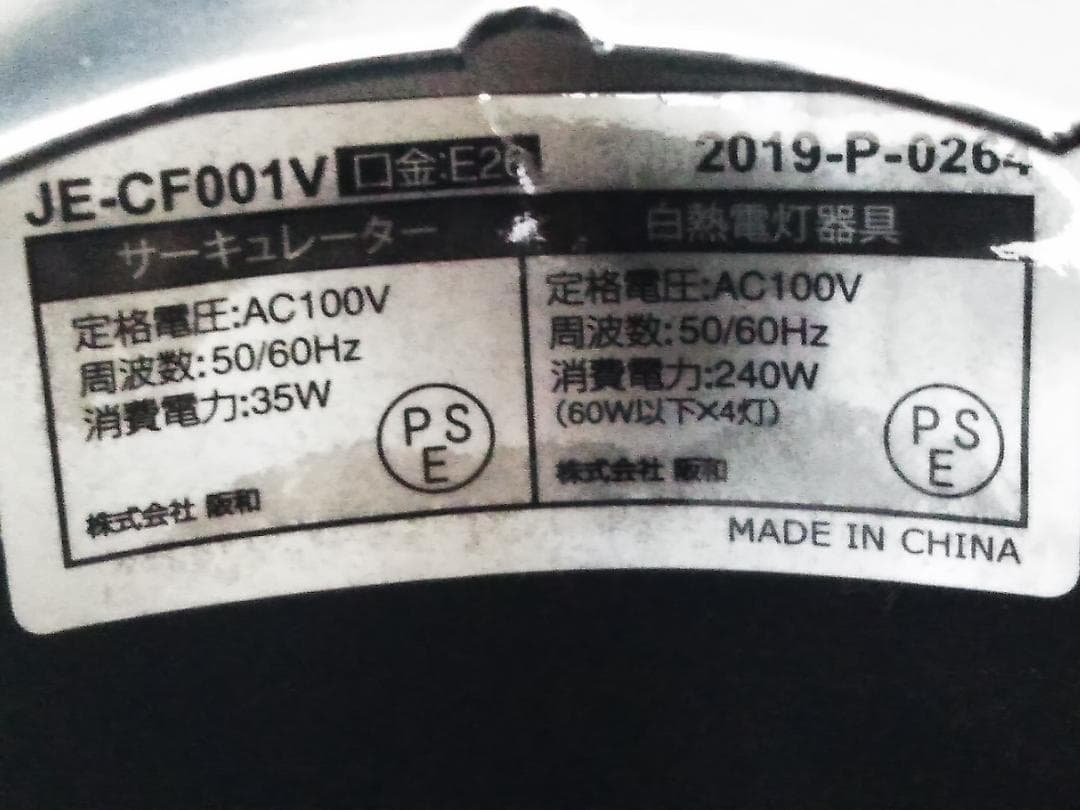 JE-CF001V 口金:E26 2019-P-0264
サーキュレーター
定格電圧:AC100V
周波数:50/60Hz
消費電力:35W
PSE
株式会社 阪和
白熱電灯器具
定格電圧:AC100V
周波数:50/60Hz
消費電力:240W
(60W以下×4灯)
PSE
株式会社 阪和
MADE IN CHINA